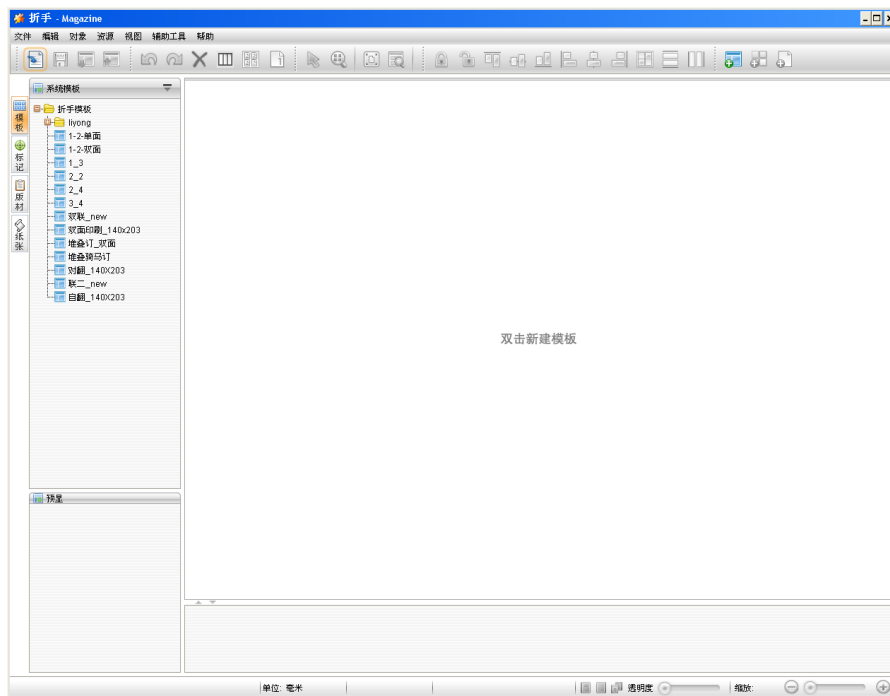 折手 - Magazine
文件 编辑 对象 资源 视图 辅助工具 帮助
系统模板
模板
标记
版材
纸张
折手模板
liyong
1-2-单面
1-2-双面
1_3
2_2
2_4
3_4
双联_new
双面印刷_140x203
堆叠订_双面
堆叠骑马订
对翻_140X203
联二_new
自翻_140X203
双击新建模板
预显
单位: 毫米
透明度
缩放: